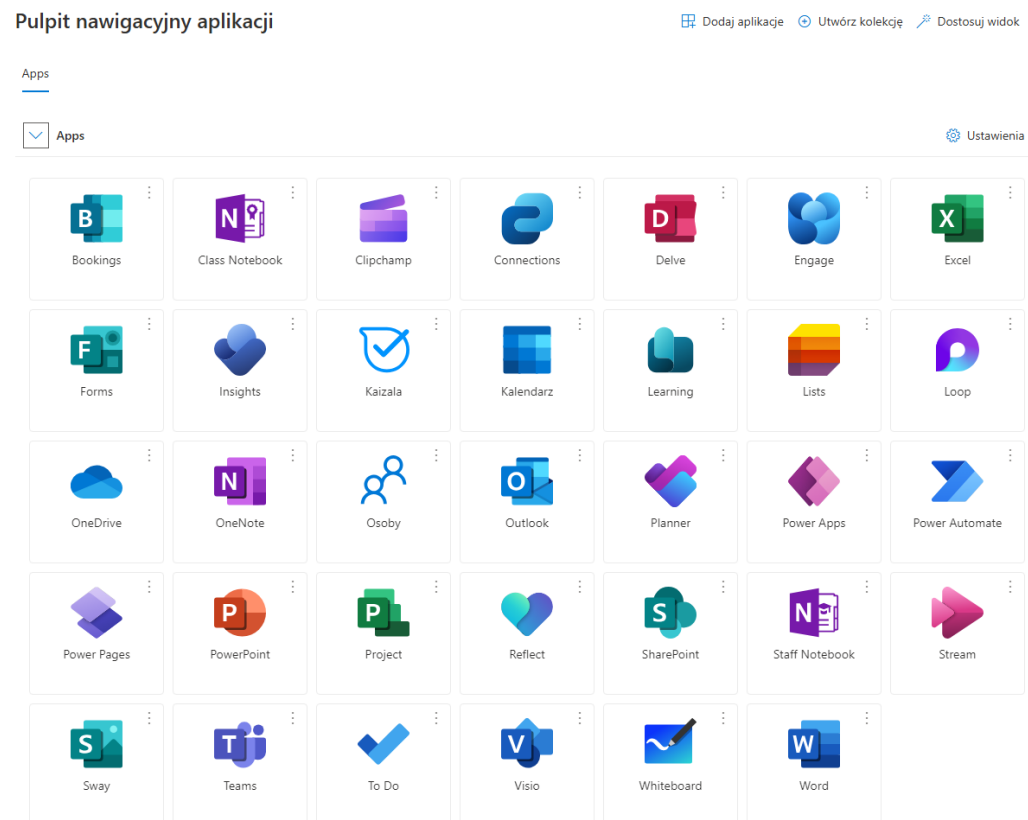 Pulpit nawigacyjny aplikacji
Dodaj aplikacje
Utwórz kolekcję
Dostosuj widok
Apps
Apps
Ustawienia
B
N
D
X
Bookings
Class Notebook
Clipchamp
Connections
Delve
Engage
Excel
F
Forms
Insights
Kaizala
Kalendarz
Learning
Lists
Loop
N
O
OneDrive
OneNote
Osoby
Outlook
Planner
Power Apps
Power Automate
P
P
S
N
Power Pages
PowerPoint
Project
Reflect
SharePoint
Staff Notebook
Stream
S
T
V
W
Sway
Teams
To Do
Visio
Whiteboard
Word